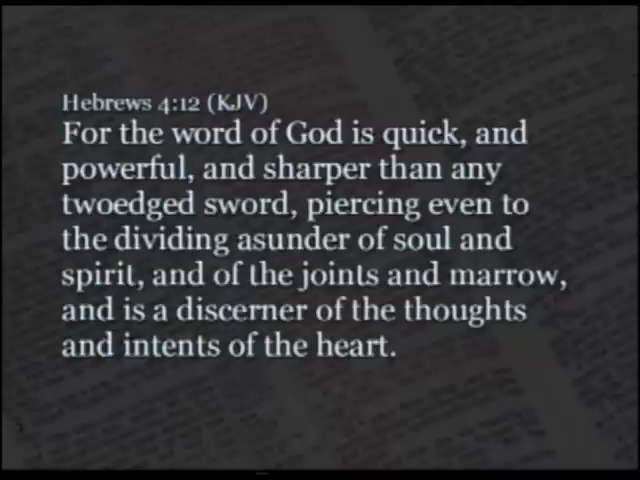 Hebrews 4:12 (KJV)
For the word of God is quick, and
powerful, and sharper than any
twoedged sword, piercing even to
the dividing asunder of soul and
spirit, and of the joints and marrow,
and is a discerner of the thoughts
and intents of the heart.